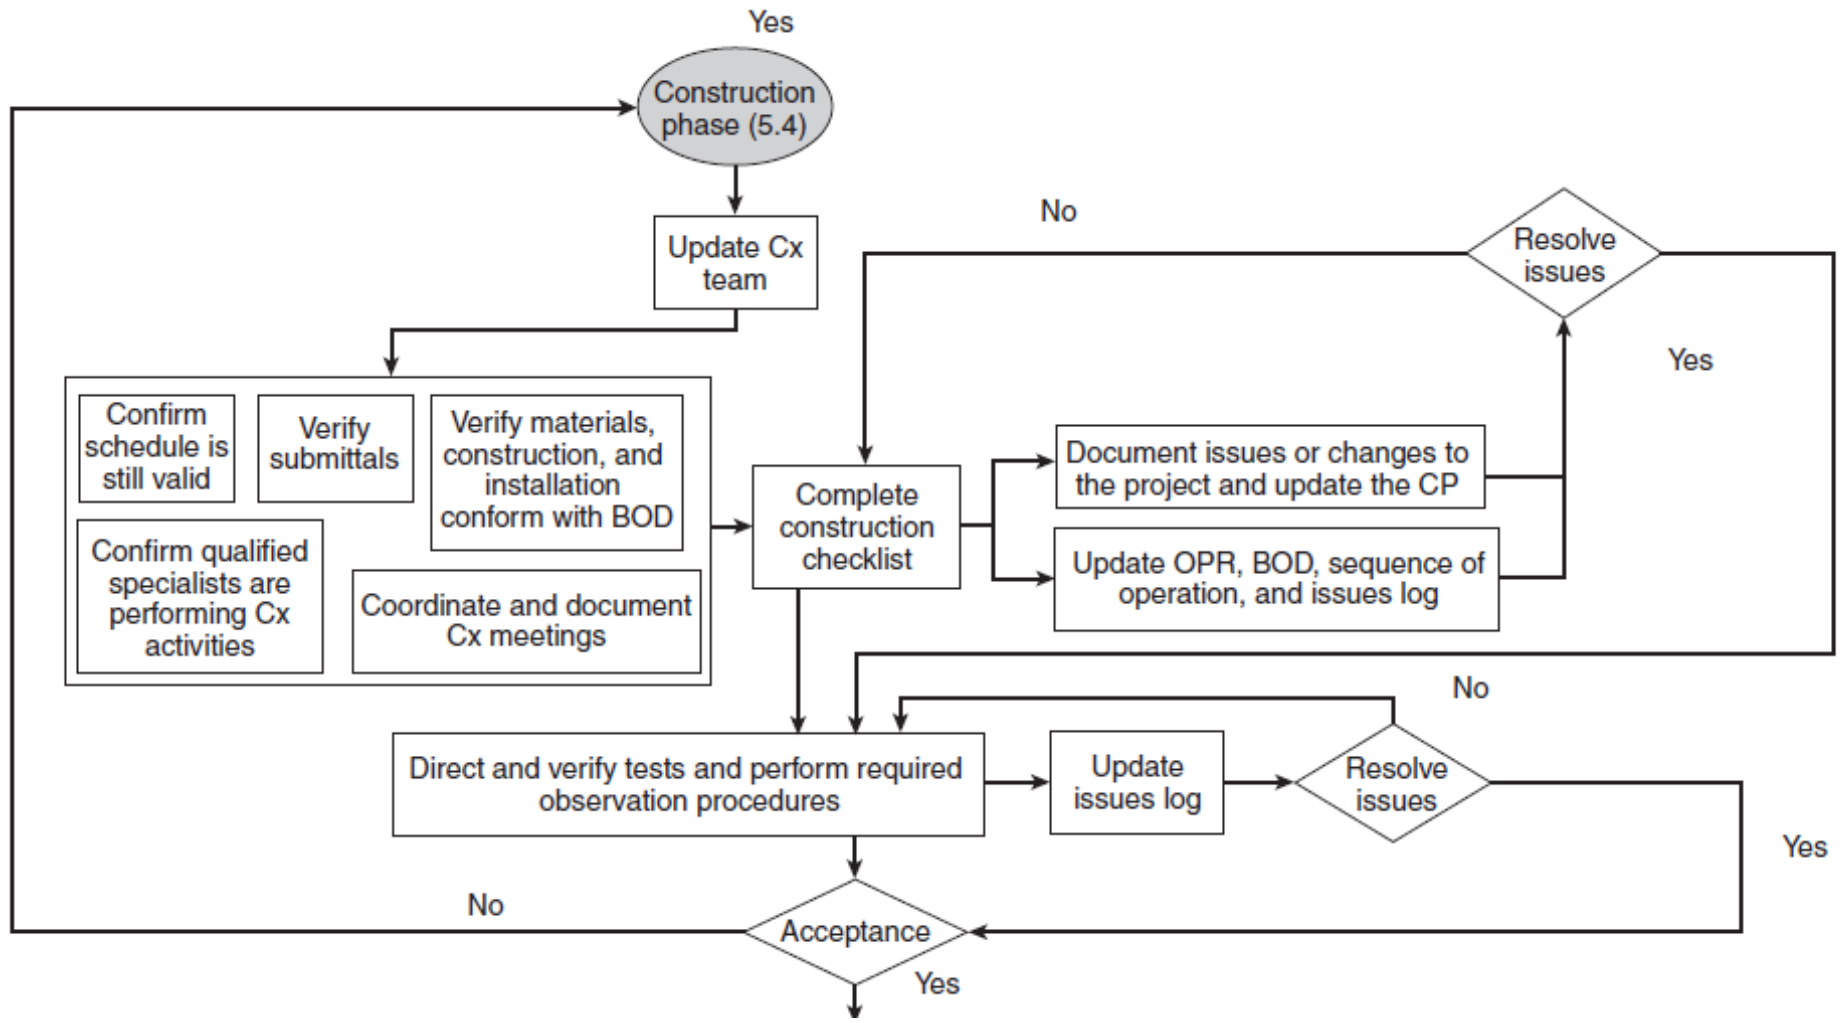 Yes
Construction
phase (5.4)
Update Cx
team
No
Resolve
issues
Yes
Confirm
schedule is
still valid
Verify
submittals
Verify materials,
construction, and
installation
conform with BOD
Confirm qualified
specialists are
performing Cx
activities
Coordinate and document
Cx meetings
Complete
construction
checklist
Document issues or changes to
the project and update the CP
Update OPR, BOD, sequence of
operation, and issues log
No
Direct and verify tests and perform required
observation procedures
Update
issues log
Resolve
issues
Yes
No
Acceptance
Yes